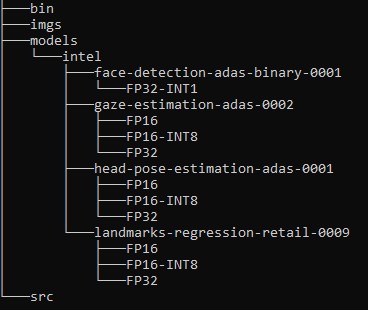 bin
imgs
models
intel
face-detection-adas-binary-0001
FP32-INT1
gaze-estimation-adas-0002
FP16
FP16-INT8
FP32
head-pose-estimation-adas-0001
FP16
FP16-INT8
FP32
landmarks-regression-retail-0009
FP16
FP16-INT8
FP32
src